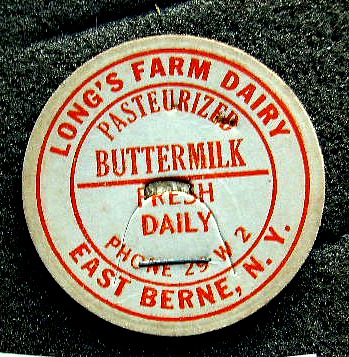 LONG'S FARM DAIRY
PASTEURIZED
BUTTERMILK
FRESH
DAILY
PHONE 29-W 2
EAST BERNE, N. Y.